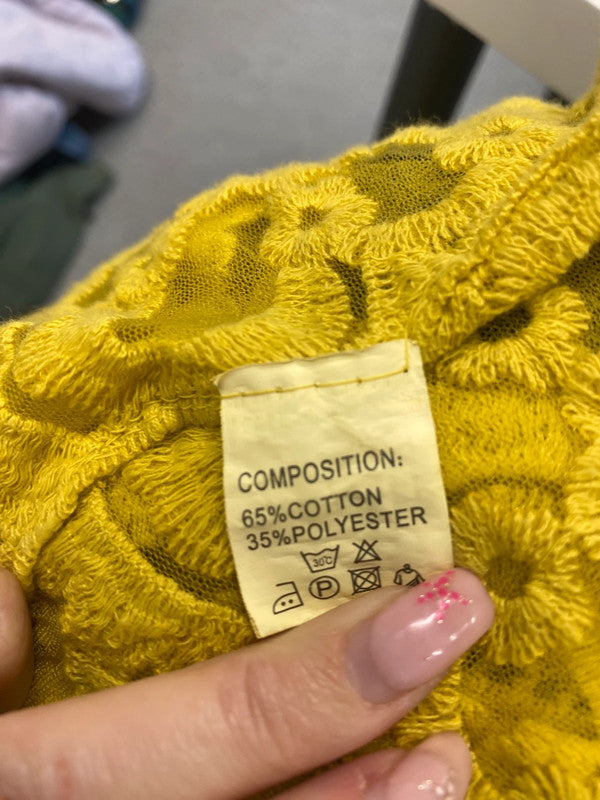 COMPOSITION:
65%COTTON
35%POLYESTER
30℃
P